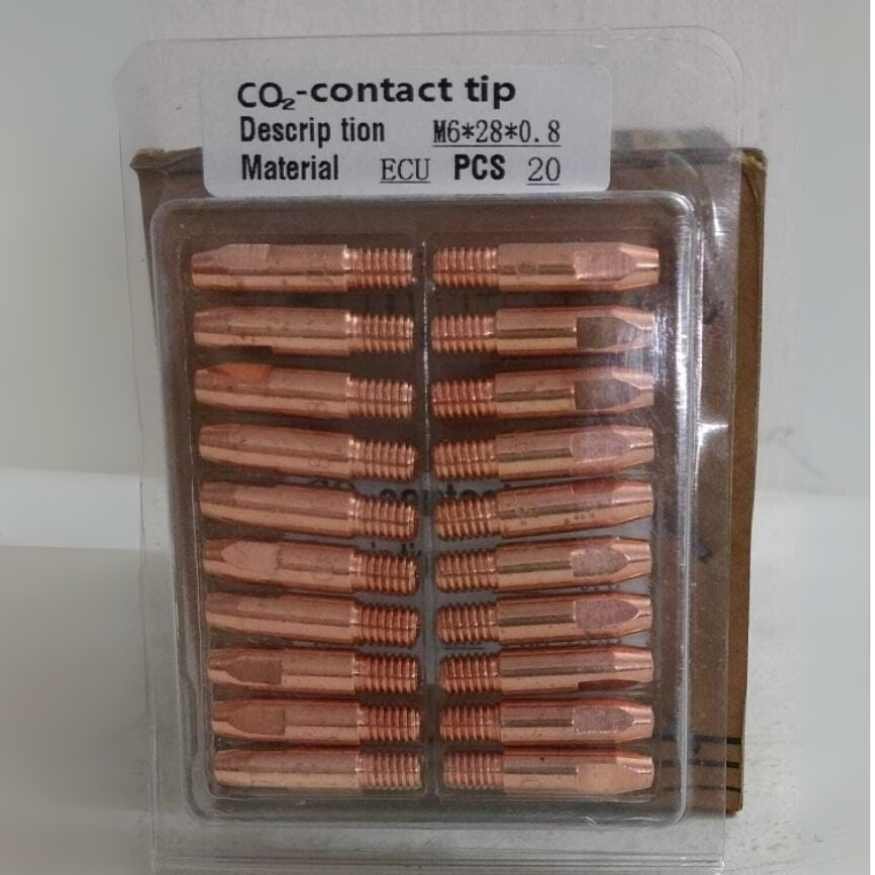 CO₂-contact tip
Descrip tion M6*28*0.8
Material ECU PCS 20